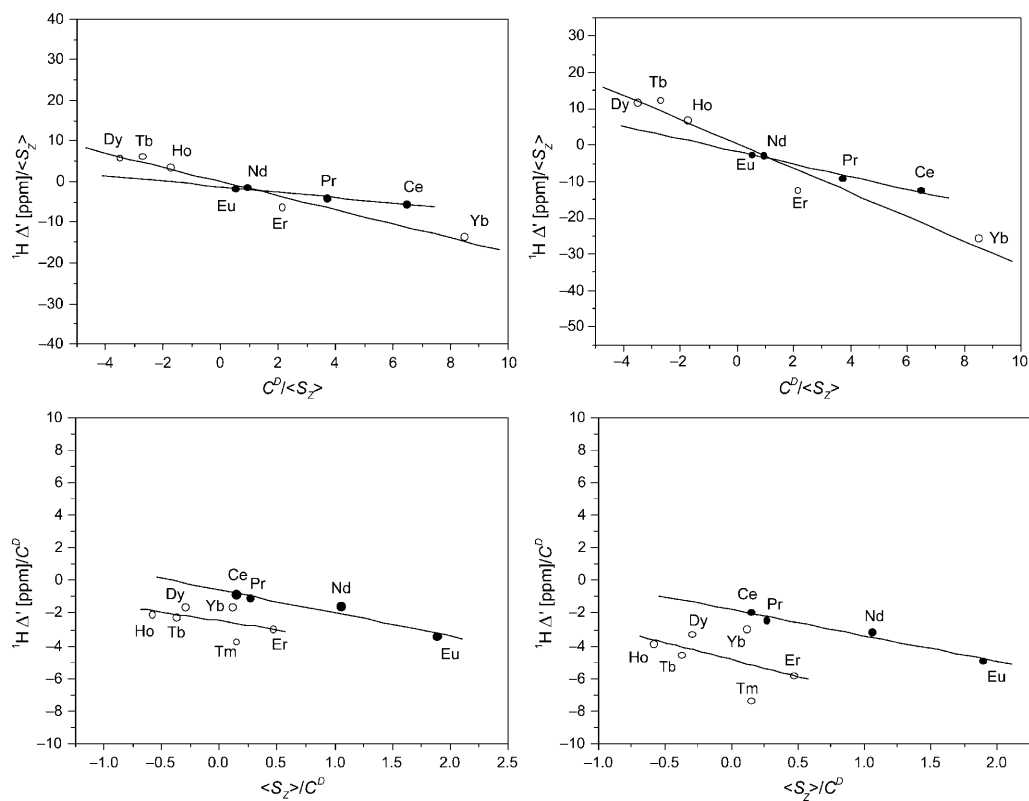 40
30
20
10
0
−10
−20
−30
−40
¹H Δ' [ppm]/<S_Z>
Dy Tb Ho
Nd Pr Ce
Eu Er Yb
−4 −2 0 2 4 6 8 10
C^D/<S_Z>
30
20
10
0
−10
−20
−30
−40
−50
¹H Δ' [ppm]/<S_Z>
Tb
Dy Ho
Nd
Eu Pr Ce
Er
Yb
−4 −2 0 2 4 6 8 10
C^D/<S_Z>
10
8
6
4
2
0
−2
−4
−6
−8
−10
¹H Δ' [ppm]/C^D
Ce Pr Nd
Dy Yb
Ho Tb Tm Er Eu
−1.0 −0.5 0.0 0.5 1.0 1.5 2.0 2.5
<S_Z>/C^D
10
8
6
4
2
0
−2
−4
−6
−8
−10
¹H Δ' [ppm]/C^D
Ce Pr Nd
Dy Yb
Ho Tb Er Eu
Tm
−1.0 −0.5 0.0 0.5 1.0 1.5 2.0
<S_Z>/C^D